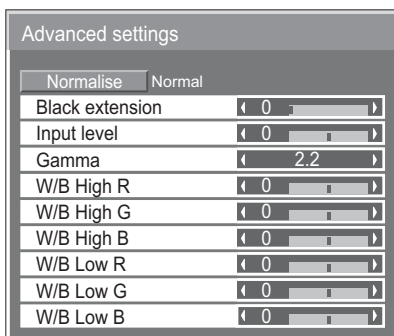 Advanced settings
Normalise Normal
Black extension 0
Input level 0
Gamma 2.2
W/B High R 0
W/B High G 0
W/B High B 0
W/B Low R 0
W/B Low G 0
W/B Low B 0